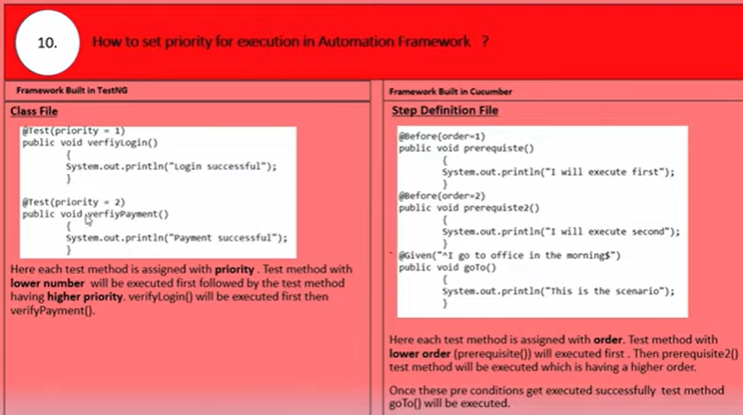 10.
How to set priority for execution in Automation Framework ?
Framework Built in TestNG
Class File
@Test(priority = 1)
public void verfiyLogin()
{
System.out.println("Login successful");
}
@Test(priority = 2)
public void verfiyPayment()
{
System.out.println("Payment successful");
}
Here each test method is assigned with priority . Test method with
lower number will be executed first followed by the test method
having higher priority. verifyLogin() will be executed first then
verifyPayment().
Framework Built in Cucumber
Step Definition File
@Before(order=1)
public void prerequiste()
{
System.out.println("I will execute first");
}
@Before(order=2)
public void prerequiste2()
{
System.out.println("I will execute second");
}
@Given("^I go to office in the morning$")
public void goTo()
{
System.out.println("This is the scenario");
}
Here each test method is assigned with order. Test method with
lower order (prerequisite()) will executed first . Then prerequisite2()
test method will be executed which is having a higher order.
Once these pre conditions get executed successfully test method
goTo() will be executed.